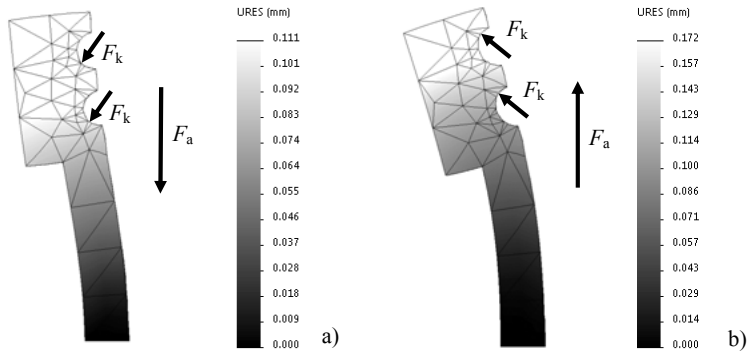 URES (mm)
0.111
0.102
0.092
0.083
0.074
0.065
0.055
0.046
0.037
0.028
0.018
0.009
0.000
Fk
Fk
Fa
a)
URES (mm)
0.172
0.157
0.143
0.129
0.114
0.100
0.086
0.071
0.057
0.043
0.029
0.014
0.000
Fk
Fk
Fa
b)